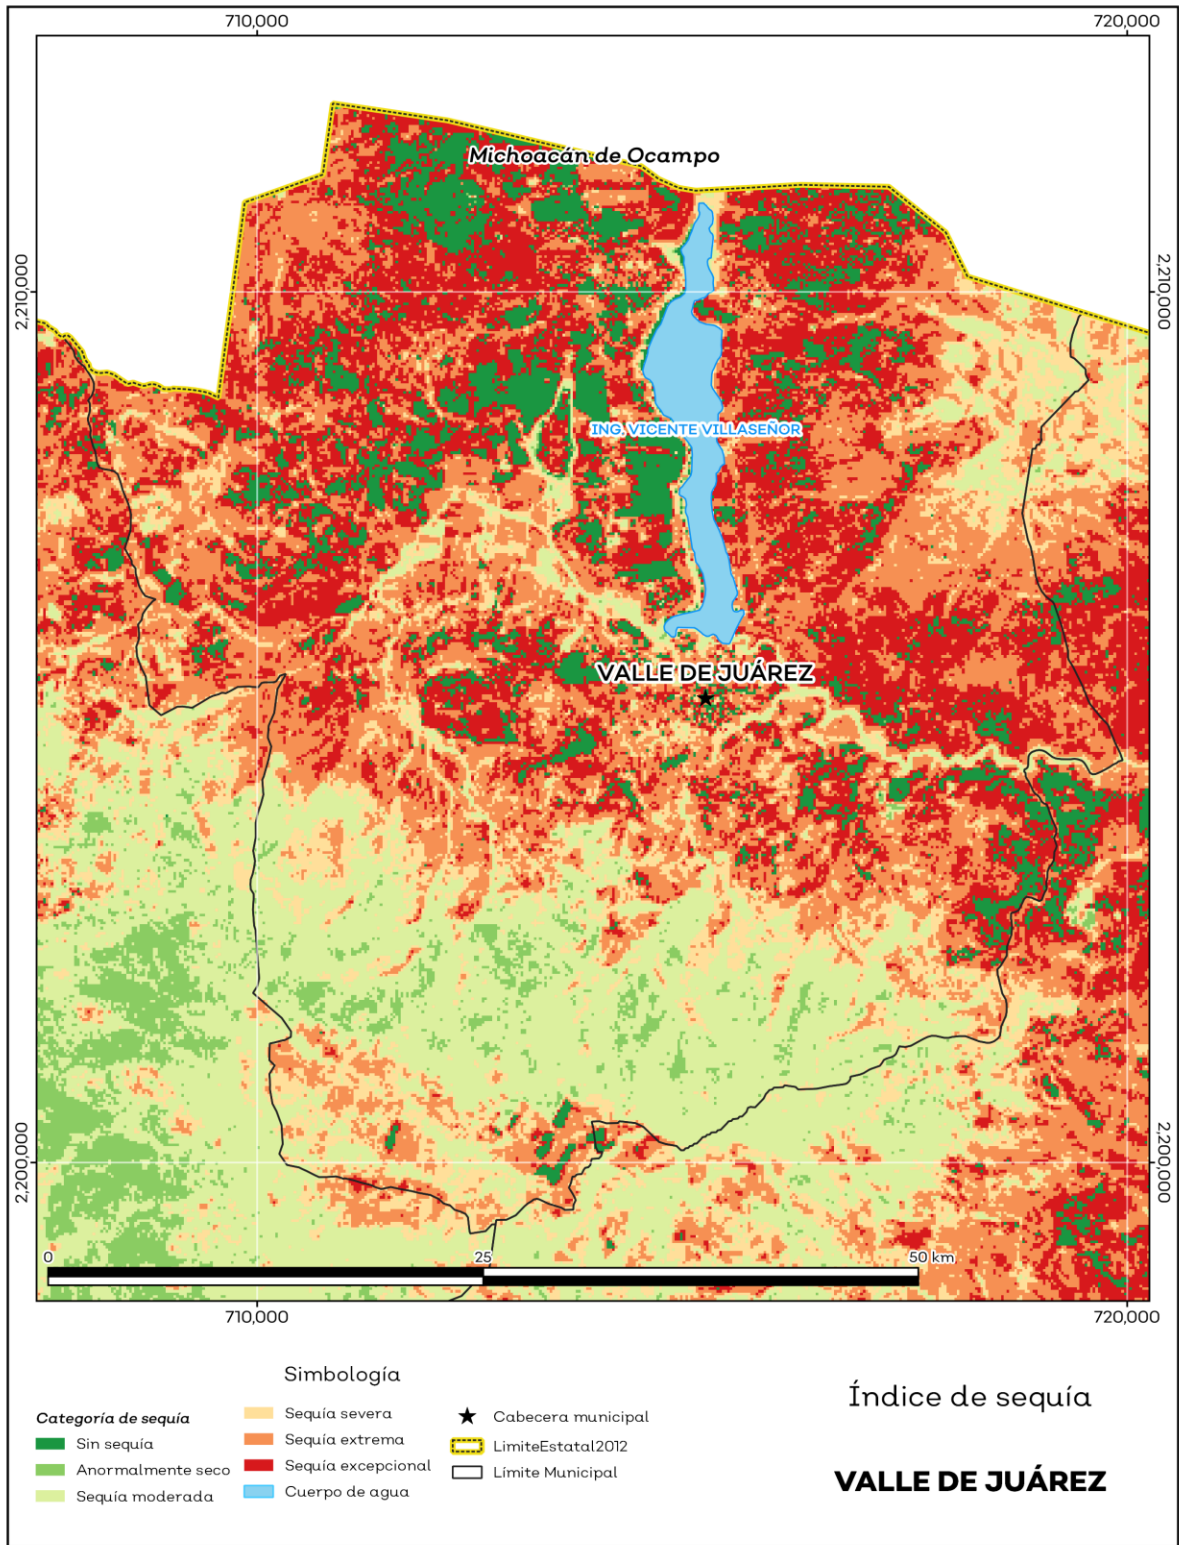 710,000
720,000
Michoacán de Ocampo
2,210,000
2,210,000
ING. VICENTE VILLASEÑOR
VALLE DE JUÁREZ
2,200,000
2,200,000
0
25
50 km
710,000
720,000
Simbología
Categoría de sequía
Sin sequía
Anormalmente seco
Sequía moderada
Sequía severa
Sequía extrema
Sequía excepcional
Cuerpo de agua
Cabecera municipal
LimiteEstatal2012
Límite Municipal
Índice de sequía
VALLE DE JUÁREZ